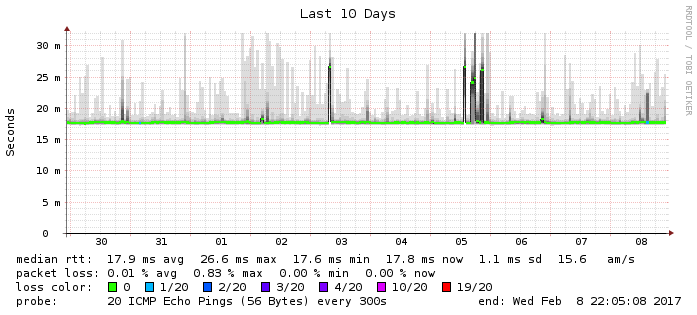 Last 10 Days
RRDTOOL / TOBI OETIKER
Seconds
30 m
25 m
20 m
15 m
10 m
5 m
0
30 31 01 02 03 04 05 06 07 08
median rtt: 17.9 ms avg 26.6 ms max 17.6 ms min 17.8 ms now 1.1 ms sd 15.6 am/s
packet loss: 0.01 % avg 0.83 % max 0.00 % min 0.00 % now
loss color: 0 1/20 2/20 3/20 4/20 10/20 19/20
probe: 20 ICMP Echo Pings (56 Bytes) every 300s end: Wed Feb 8 22:05:08 2017